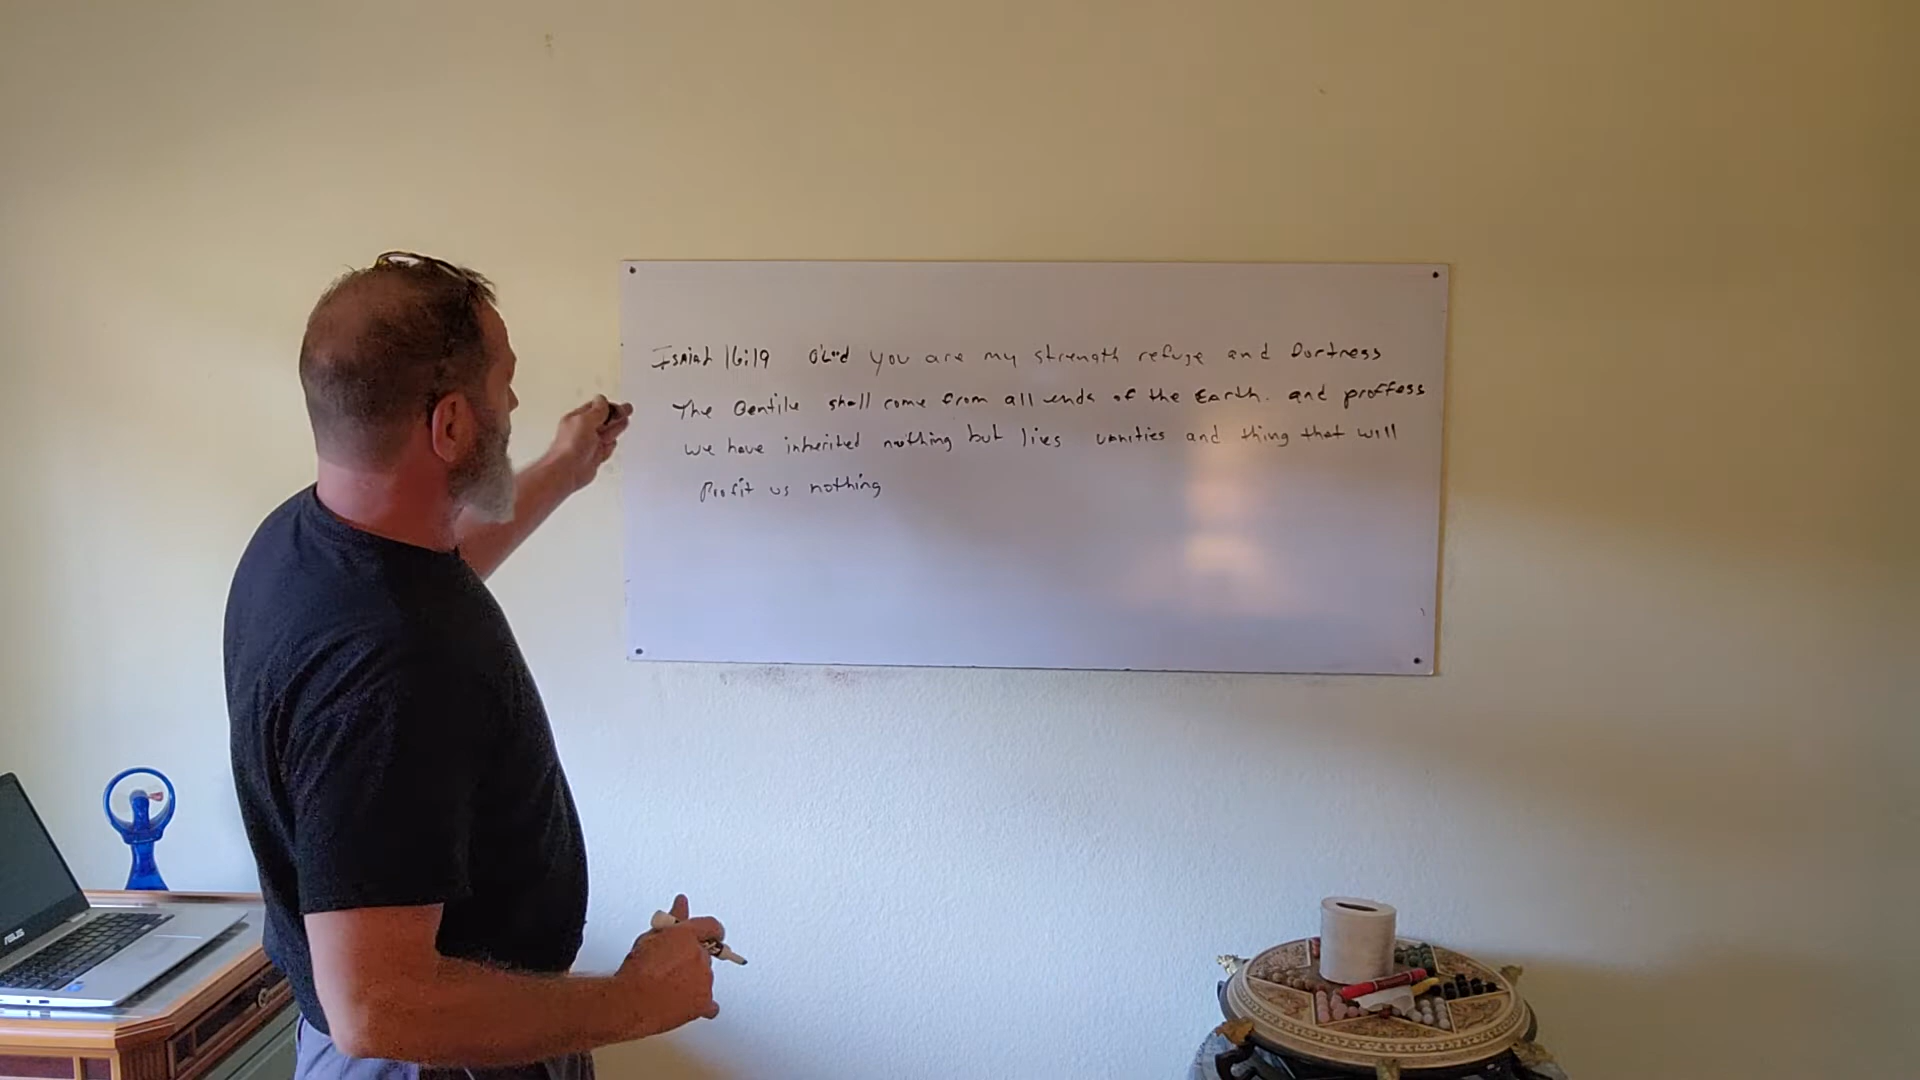 Isaiah 16:19 O'Lord you are my strength refuge and Fortress
The Gentile shall come from all ends of the Earth. and proffess
we have inherited nothing but lies vanities and thing that will
Profit us nothing
ASUS